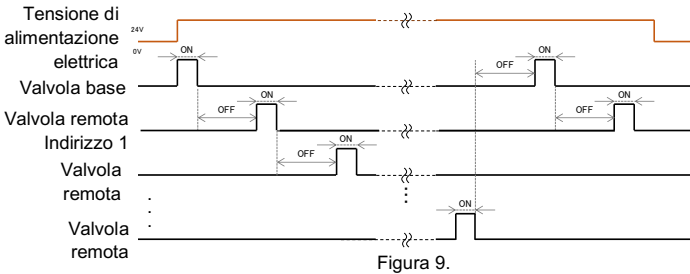 Tensione di
alimentazione
elettrica
24V
0V
ON
ON
OFF
Valvola base
OFF
ON
ON
Valvola remota
Indirizzo 1
OFF
OFF
ON
Valvola
remota
ON
Valvola
remota
Figura 9.